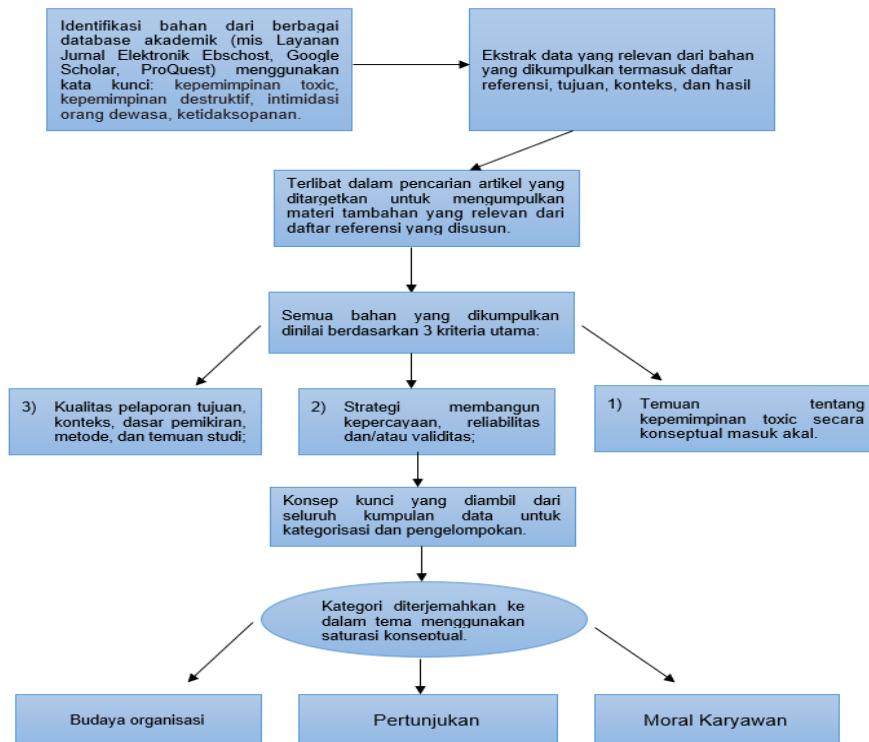 Identifikasi bahan dari berbagai
database akademik (mis Layanan
Jurnal Elektronik Ebschost, Google
Scholar, ProQuest) menggunakan
kata kunci: kepemimpinan toxic,
kepemimpinan destruktif, intimidasi
orang dewasa, ketidaksopanan.
Ekstrak data yang relevan dari bahan
yang dikumpulkan termasuk daftar
referensi, tujuan, konteks, dan hasil
Terlibat dalam pencarian artikel yang
ditargetkan untuk mengumpulkan
materi tambahan yang relevan dari
daftar referensi yang disusun.
Semua bahan yang dikumpulkan
dinilai berdasarkan 3 kriteria utama:
3) Kualitas pelaporan tujuan,
konteks, dasar pemikiran,
metode, dan temuan studi;
2) Strategi membangun
kepercayaan, reliabilitas
dan/atau validitas;
1) Temuan tentang
kepemimpinan toxic secara
konseptual masuk akal.
Konsep kunci yang diambil dari
seluruh kumpulan data untuk
kategorisasi dan pengelompokan.
Kategori diterjemahkan ke
dalam tema menggunakan
saturasi konseptual.
Budaya organisasi
Pertunjukan
Moral Karyawan